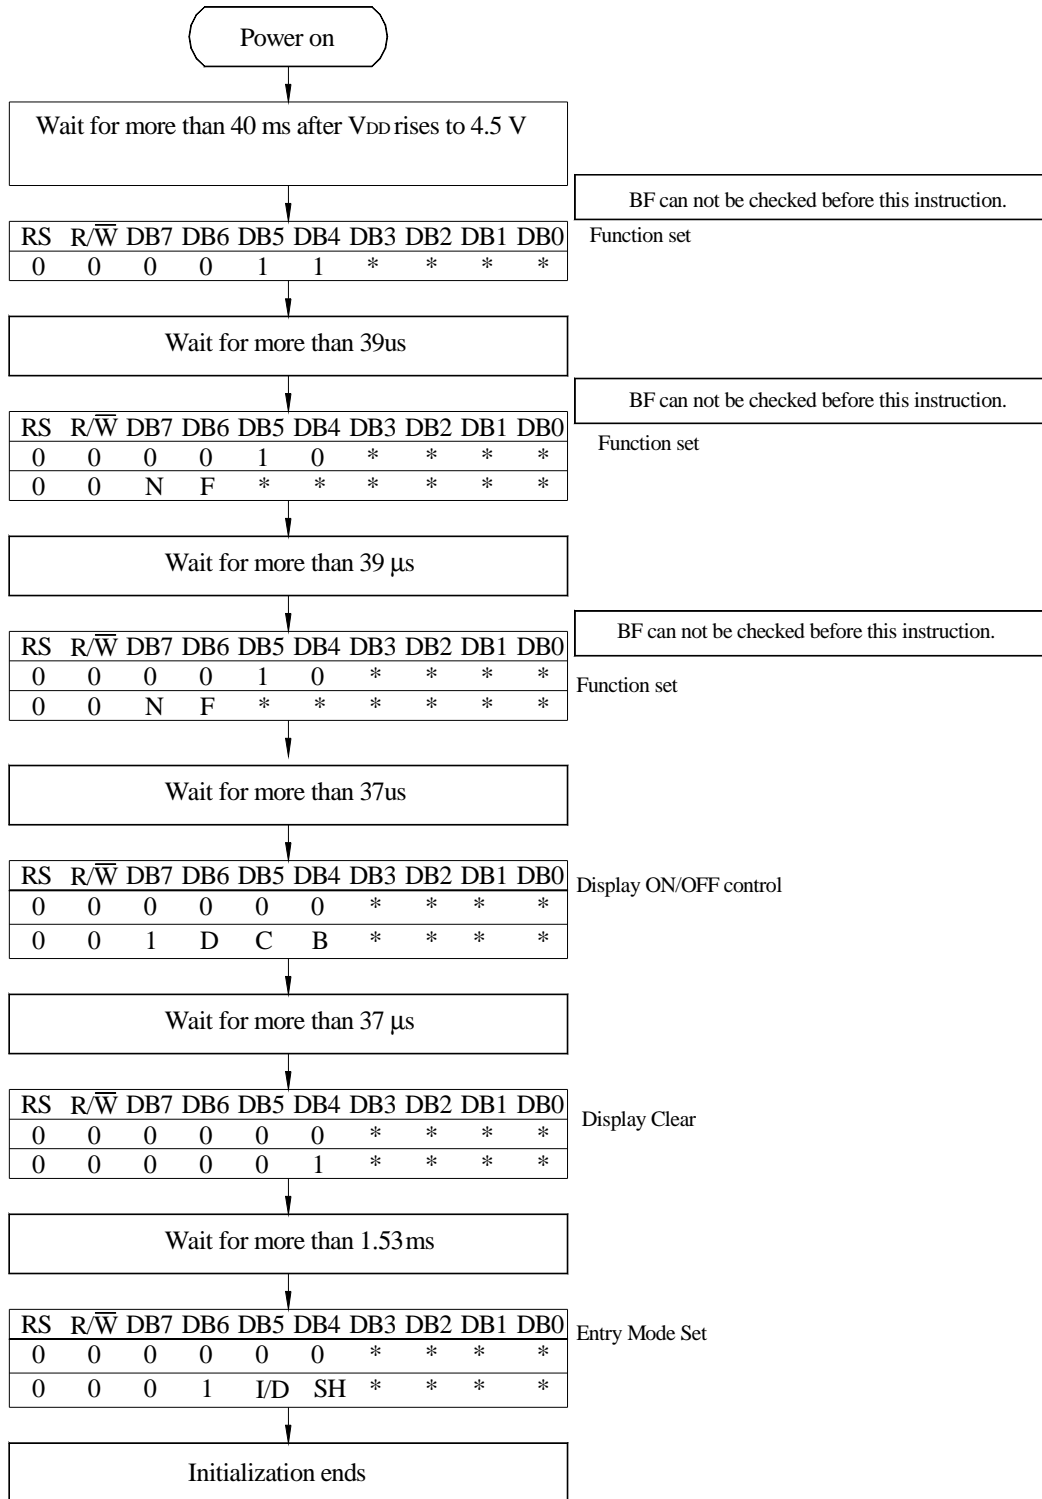 Power on
Wait for more than 40 ms after VDD rises to 4.5 V
BF can not be checked before this instruction.
RS R/W̅ DB7 DB6 DB5 DB4 DB3 DB2 DB1 DB0
Function set
0 0 0 0 1 1 * * * *
Wait for more than 39us
BF can not be checked before this instruction.
RS R/W̅ DB7 DB6 DB5 DB4 DB3 DB2 DB1 DB0
Function set
0 0 0 0 1 0 * * * *
0 0 N F * * * * * *
Wait for more than 39 μs
BF can not be checked before this instruction.
RS R/W̅ DB7 DB6 DB5 DB4 DB3 DB2 DB1 DB0
0 0 0 0 1 0 * * * *
Function set
0 0 N F * * * * * *
Wait for more than 37us
RS R/W̅ DB7 DB6 DB5 DB4 DB3 DB2 DB1 DB0
Display ON/OFF control
0 0 0 0 0 0 * * * *
0 0 1 D C B * * * *
Wait for more than 37 μs
RS R/W̅ DB7 DB6 DB5 DB4 DB3 DB2 DB1 DB0
Display Clear
0 0 0 0 0 0 * * * *
0 0 0 0 0 1 * * * *
Wait for more than 1.53ms
RS R/W̅ DB7 DB6 DB5 DB4 DB3 DB2 DB1 DB0
Entry Mode Set
0 0 0 0 0 0 * * * *
0 0 0 1 I/D SH * * * *
Initialization ends